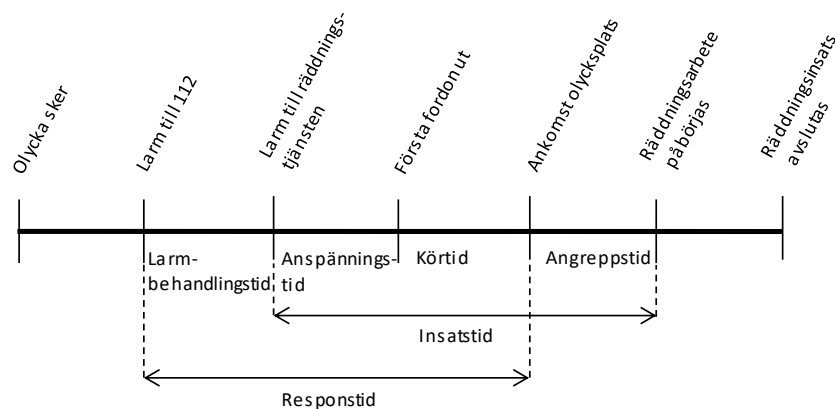 Olycka sker
Larm till 112
Larm till räddnings-
tjänsten
Första fordon ut
Ankomst olycksplats
Räddningsarbete
påbörjas
Räddningsinsats
avslutas
Larm-
behandlingstid
Anspännings-
tid
Körtid
Angreppstid
Insatstid
Responstid